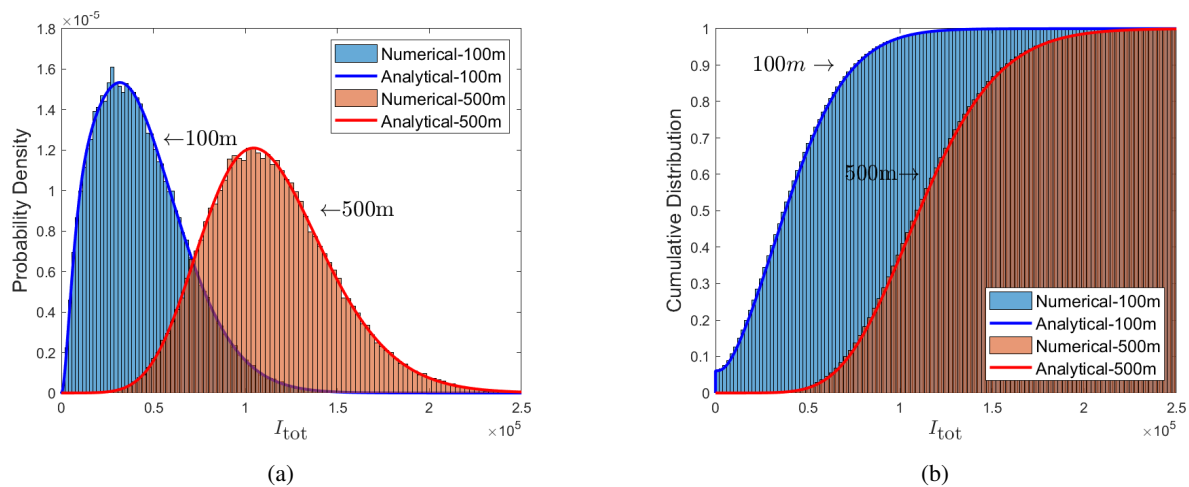 ×10⁻⁵
1.8
1.6
1.4
1.2
1
0.8
0.6
0.4
0.2
0
Probability Density
Numerical-100m
Analytical-100m
Numerical-500m
Analytical-500m
←100m
←500m
0 0.5 1 1.5 2 2.5
×10⁵
I_tot
(a)
1
0.9
0.8
0.7
0.6
0.5
0.4
0.3
0.2
0.1
0
Cumulative Distribution
100m →
500m→
Numerical-100m
Analytical-100m
Numerical-500m
Analytical-500m
0 0.5 1 1.5 2 2.5
×10⁵
I_tot
(b)